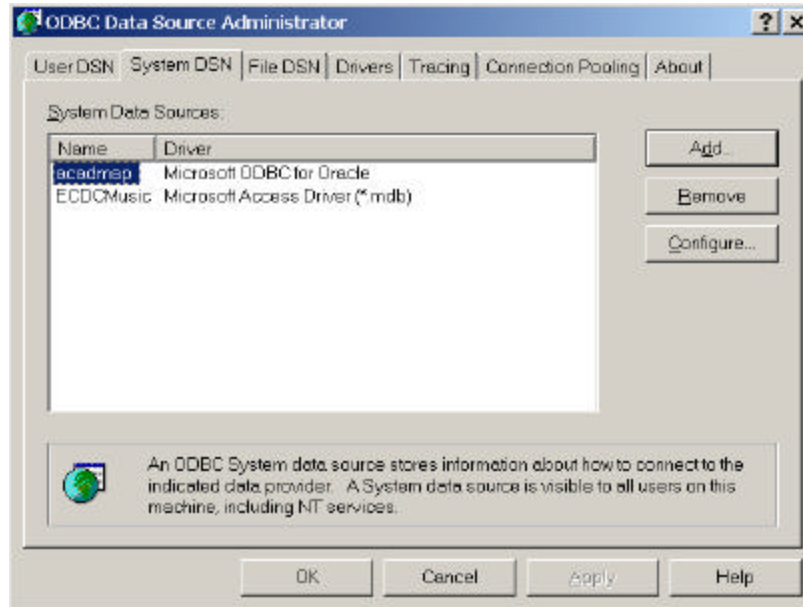 ODBC Data Source Administrator
User DSN System DSN File DSN Drivers Tracing Connection Pooling About
System Data Sources:
Name Driver
acadmap Microsoft ODBC for Oracle
ECDCMusic Microsoft Access Driver (*.mdb)
Add...
Remove
Configure...
An ODBC System data source stores information about how to connect to the
indicated data provider. A System data source is visible to all users on this
machine, including NT services.
OK Cancel Apply Help